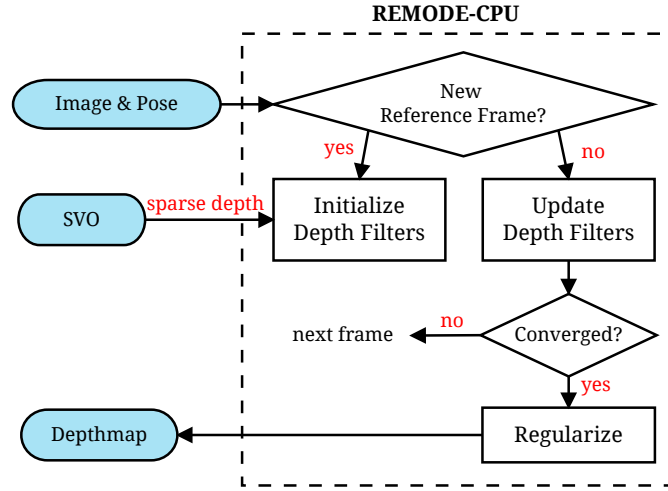 REMODE-CPU
Image & Pose
New
Reference Frame?
yes
no
SVO
sparse depth
Initialize
Depth Filters
Update
Depth Filters
next frame
no
Converged?
yes
Depthmap
Regularize